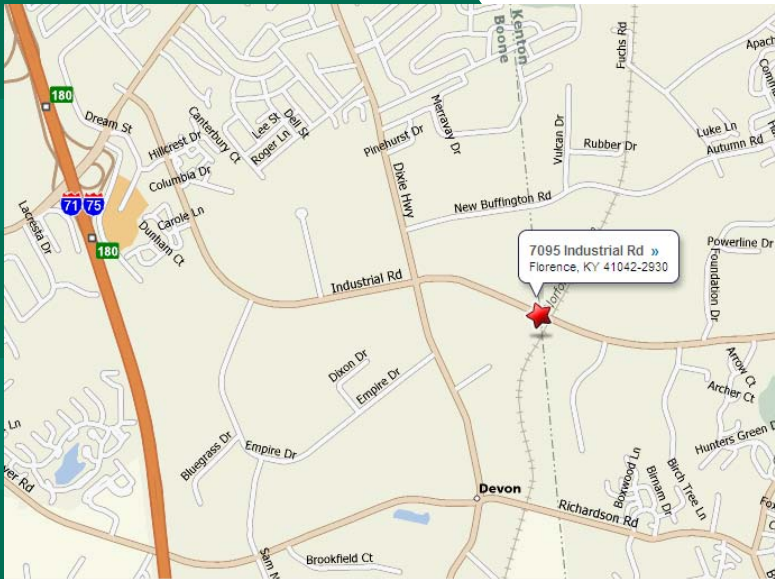 Kenton
Boone
Fuchs Rd
180
Dream St
Canterbury Ct
Lee St
Dell St
Roger Ln
Hillcrest Dr
Columbia Dr
Merravay Dr
Pinehurst Dr
Vulcan Dr
Rubber Dr
Luke Ln
Autumn Rd
Dixie Hwy
New Buffington Rd
71 75
Lacresta Dr
Carole Ln
Dunham Ct
180
7095 Industrial Rd »
Florence, KY 41042-2930
Powerline Dr
Foundation Dr
Industrial Rd
Dixon Dr
Empire Dr
Arrow Ct
Archer Ct
Bluegrass Dr
Empire Dr
Hunters Green
Ln
Boxwood Ln
Birnam Dr
Birch Tree Ln
Devon
Richardson Rd
Brookfield Ct